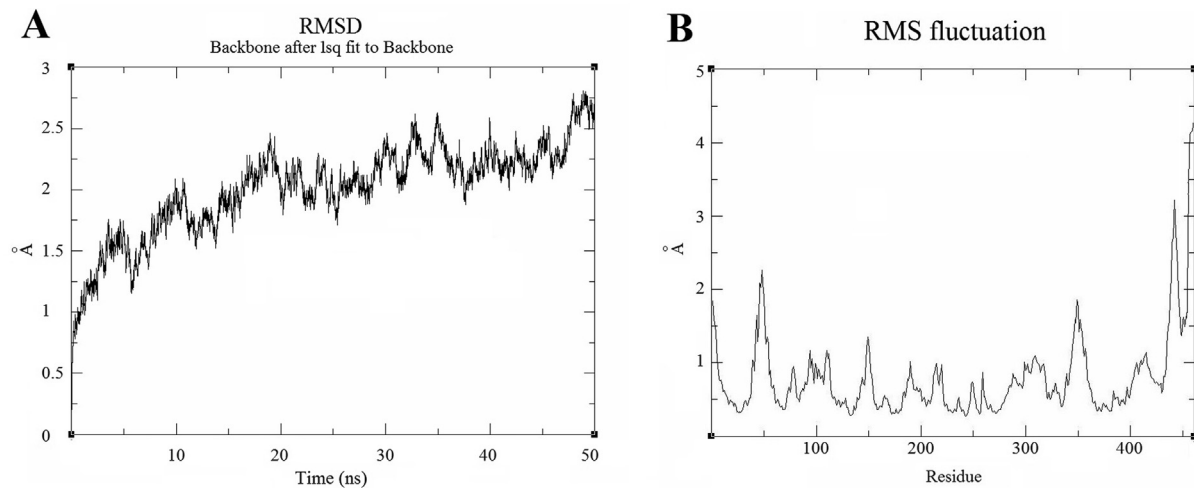 A
RMSD
Backbone after lsq fit to Backbone
3
2.5
2
1.5
1
0.5
0
Å
10
20
30
40
50
Time (ns)
B
RMS fluctuation
5
4
3
2
1
Å
100
200
300
400
Residue